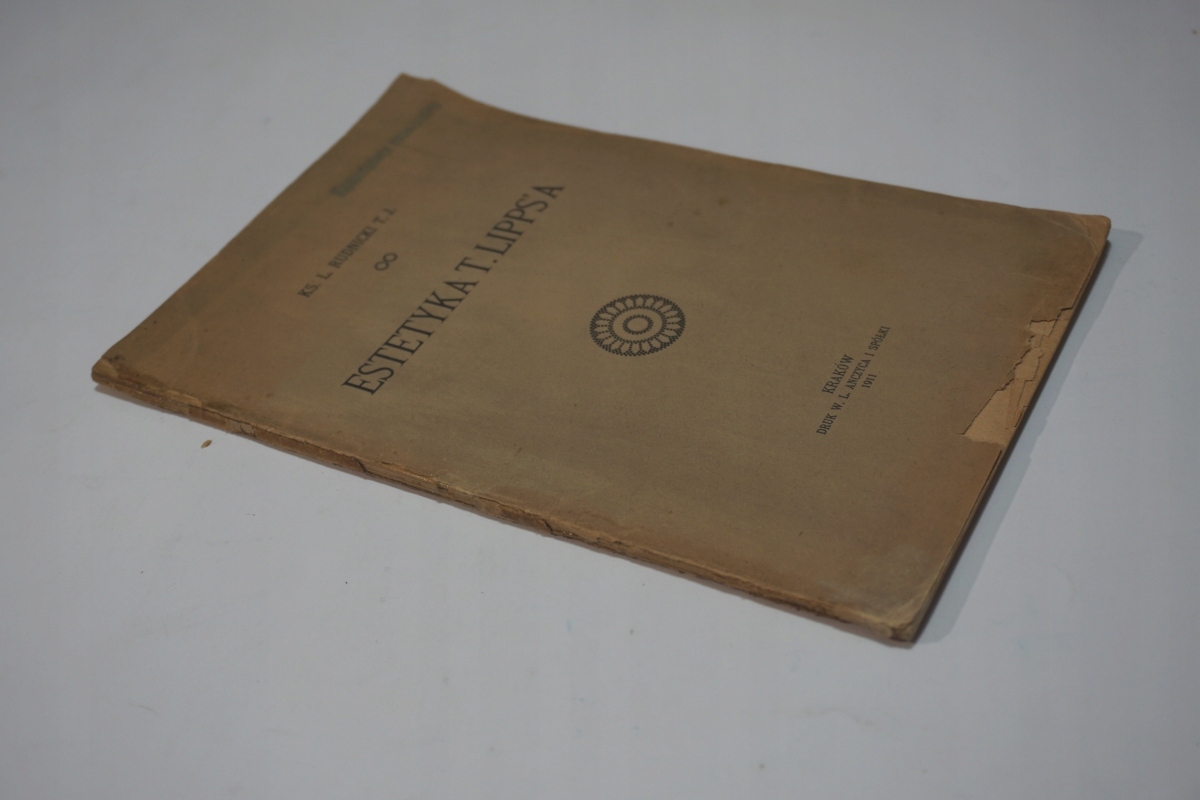 KS. L. RUDNICKI T. J.
ESTETYKA T. LIPPS'A
KRAKÓW
DRUK W. L. ANCZYCA I SPÓŁKI
1911